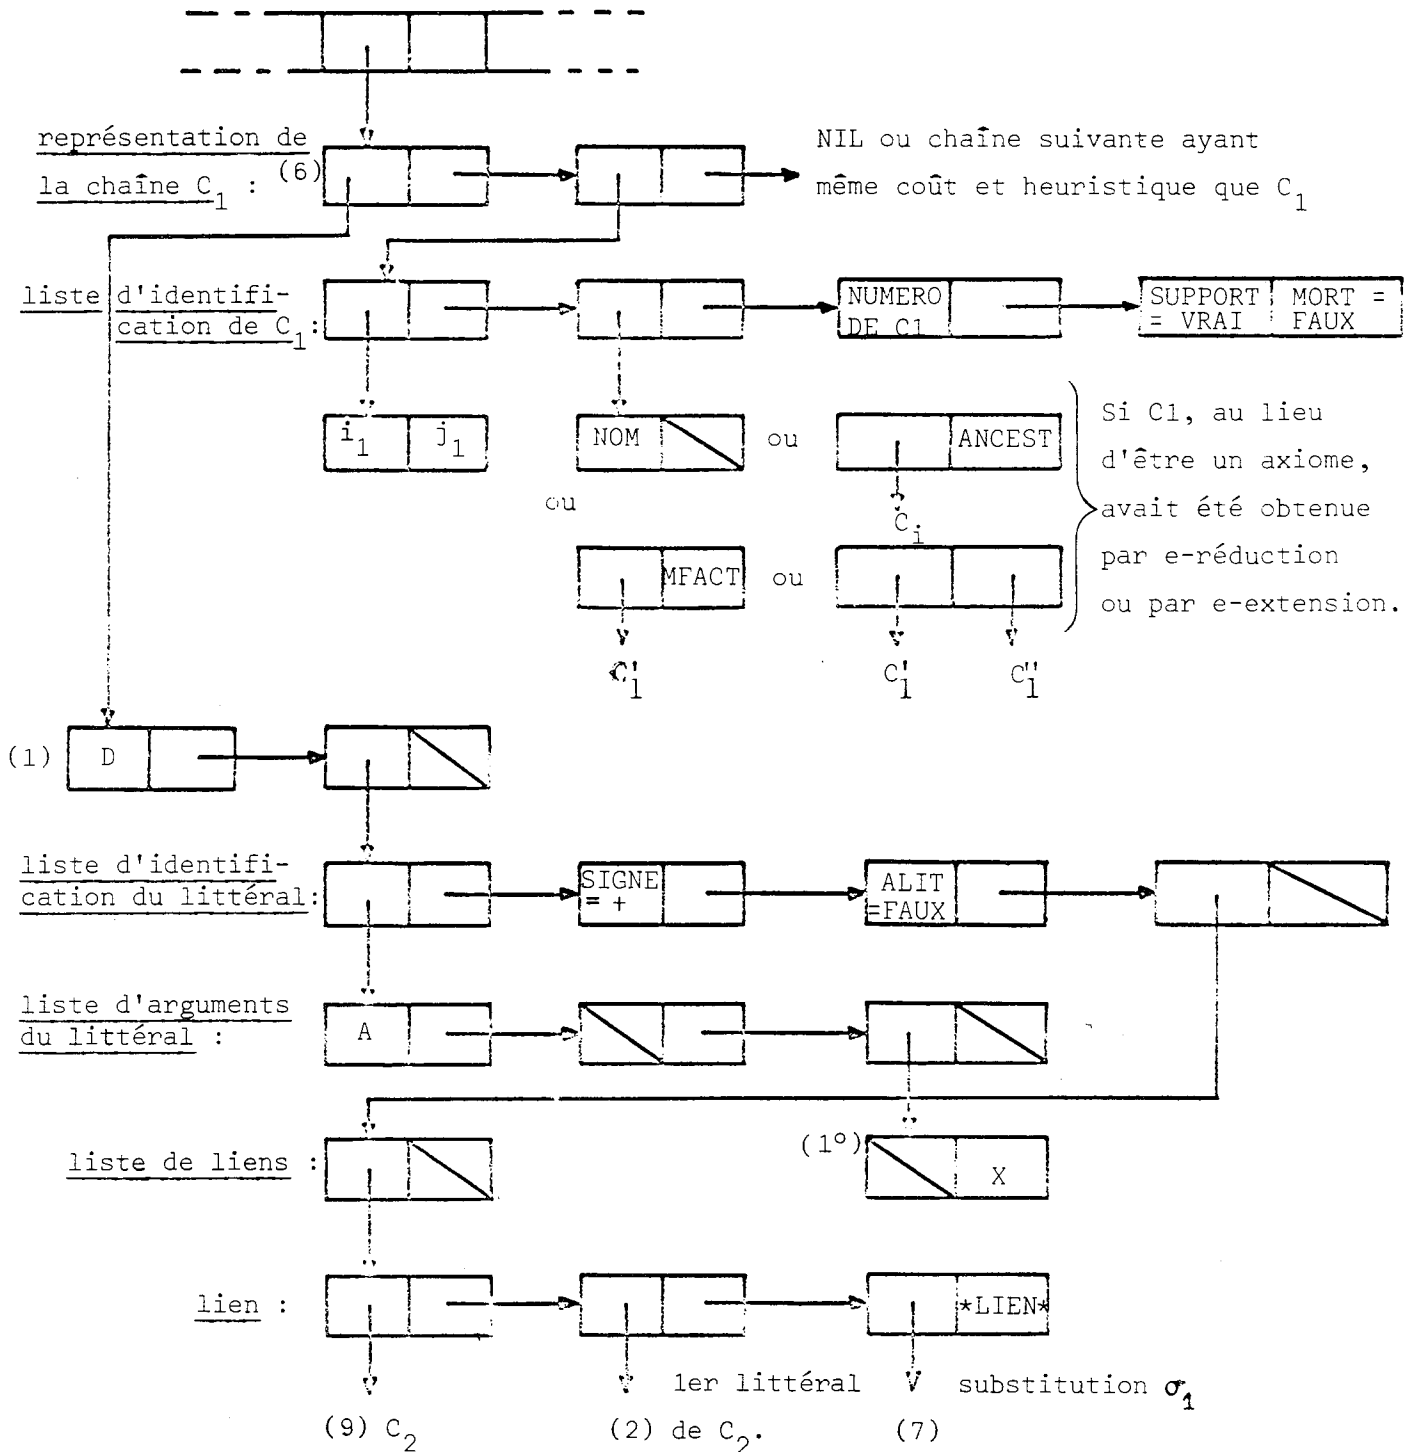 représentation de
la chaîne C₁ : (6)
NIL ou chaîne suivante ayant
même coût et heuristique que C₁
liste d'identifi-
cation de C₁:
NUMERO
DE C1
SUPPORT
= VRAI
MORT =
FAUX
i₁ j₁
NOM
ou
ANCEST
ou
C_i
MFACT
ou
C'₁
C'₁ C''₁
Si C1, au lieu
d'être un axiome,
avait été obtenue
par e-réduction
ou par e-extension.
(1) D
liste d'identifi-
cation du littéral:
SIGNE
= +
ALIT
=FAUX
liste d'arguments
du littéral :
A
liste de liens :
(1°)
X
lien :
*LIEN*
1er littéral
substitution σ₁
(9) C₂
(2) de C₂.
(7)